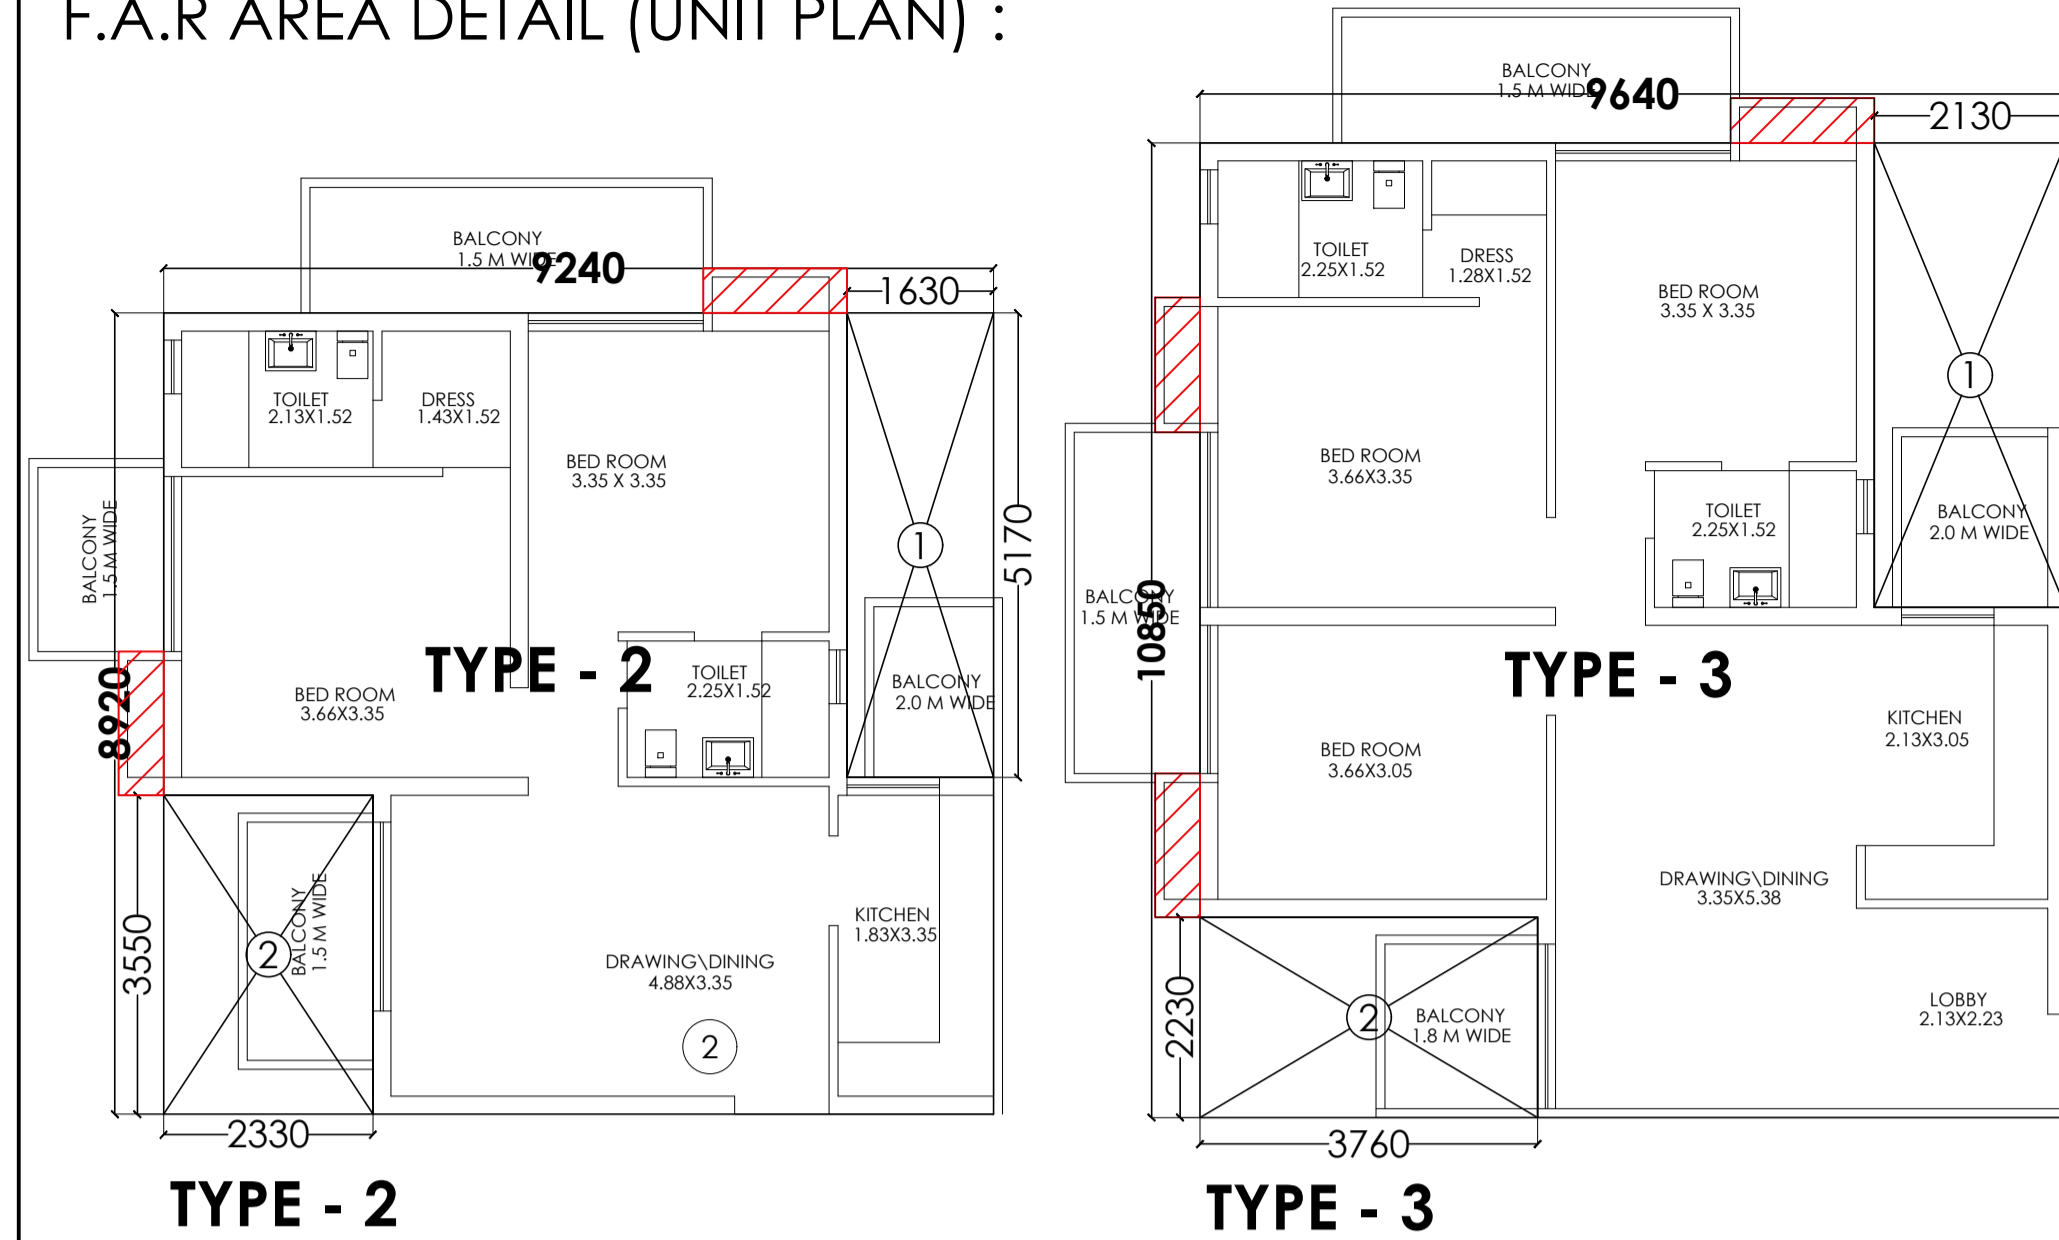 F.A.R AREA DETAIL (UNIT PLAN) :
BALCONY
1.5 M WIDE
9240
1630
TOILET
2.13X1.52
DRESS
1.43X1.52
BED ROOM
3.35 X 3.35
BALCONY
1.5 M WIDE
1
5170
8920
BED ROOM
3.66X3.35
TYPE - 2
TOILET
2.25X1.52
BALCONY
2.0 M WIDE
3550
2
BALCONY
1.5 M WIDE
DRAWING\DINING
4.88X3.35
KITCHEN
1.83X3.35
2
2330
TYPE - 2
BALCONY
1.5 M WIDE
9640
2130
TOILET
2.25X1.52
DRESS
1.28X1.52
BED ROOM
3.35 X 3.35
1
BED ROOM
3.66X3.35
TOILET
2.25X1.52
BALCONY
2.0 M WIDE
BALCONY
1.5 M WIDE
10850
TYPE - 3
BED ROOM
3.66X3.05
KITCHEN
2.13X3.05
DRAWING\DINING
3.35X5.38
2230
2
BALCONY
1.8 M WIDE
LOBBY
2.13X2.23
3760
TYPE - 3